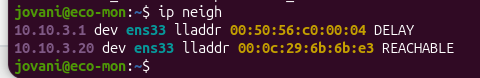 jovani@eco-mon:~$ ip neigh
10.10.3.1 dev ens33 lladdr 00:50:56:c0:00:04 DELAY
10.10.3.20 dev ens33 lladdr 00:0c:29:6b:6b:e3 REACHABLE
jovani@eco-mon:~$